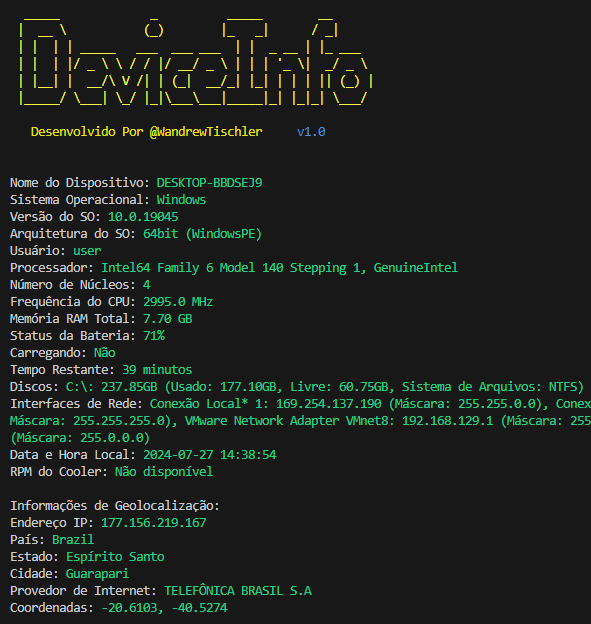 DeviceInfo
Desenvolvido Por @WandrewTischler v1.0
Nome do Dispositivo: DESKTOP-BBDSEJ9
Sistema Operacional: Windows
Versão do SO: 10.0.19045
Arquitetura do SO: 64bit (WindowsPE)
Usuário: user
Processador: Intel64 Family 6 Model 140 Stepping 1, GenuineIntel
Número de Núcleos: 4
Frequência do CPU: 2995.0 MHz
Memória RAM Total: 7.70 GB
Status da Bateria: 71%
Carregando: Não
Tempo Restante: 39 minutos
Discos: C:\: 237.85GB (Usado: 177.10GB, Livre: 60.75GB, Sistema de Arquivos: NTFS)
Interfaces de Rede: Conexão Local* 1: 169.254.137.190 (Máscara: 255.255.0.0), Conex
Máscara: 255.255.255.0), VMware Network Adapter VMnet8: 192.168.129.1 (Máscara: 255
(Máscara: 255.0.0.0)
Data e Hora Local: 2024-07-27 14:38:54
RPM do Cooler: Não disponível
Informações de Geolocalização:
Endereço IP: 177.156.219.167
País: Brazil
Estado: Espírito Santo
Cidade: Guarapari
Provedor de Internet: TELEFÔNICA BRASIL S.A
Coordenadas: -20.6103, -40.5274